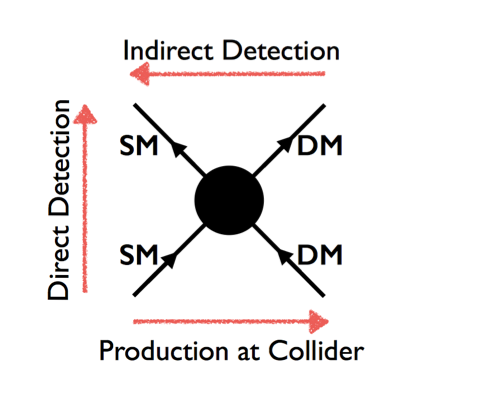 Indirect Detection
Direct Detection
SM
DM
SM
DM
Production at Collider